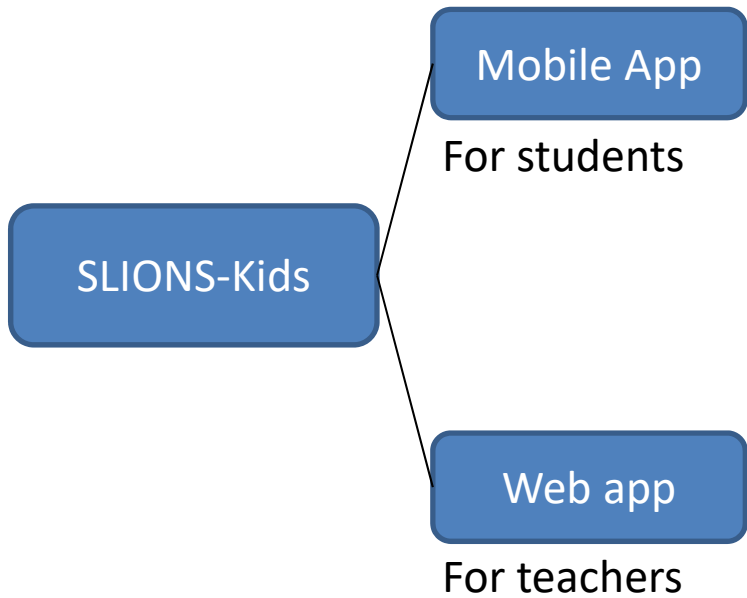 Mobile App
For students
SLIONS-Kids
Web app
For teachers